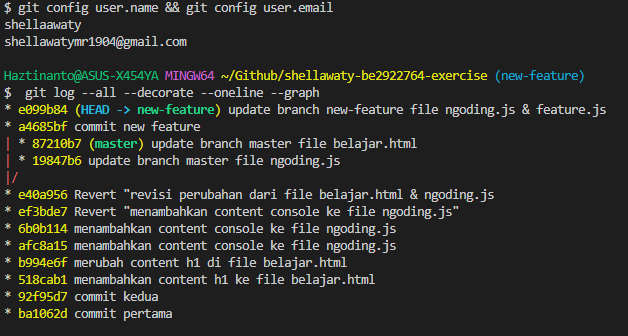 $ git config user.name && git config user.email
shellaawaty
shellawatymr1904@gmail.com
Haztinanto@ASUS-X454YA MINGW64 ~/Github/shellawaty-be2922764-exercise (new-feature)
$  git log --all --decorate --oneline --graph
* e099b84 (HEAD -> new-feature) update branch new-feature file ngoding.js & feature.js
* a4685bf commit new feature
| * 87210b7 (master) update branch master file belajar.html
| * 19847b6 update branch master file ngoding.js
|/
* e40a956 Revert "revisi perubahan dari file belajar.html & ngoding.js
* ef3bde7 Revert "menambahkan content console ke file ngoding.js"
* 6b0b114 menambahkan content console ke file ngoding.js
* afc8a15 menambahkan content console ke file ngoding.js
* b994e6f merubah content h1 di file belajar.html
* 518cab1 menambahkan content h1 ke file belajar.html
* 92f95d7 commit kedua
* ba1062d commit pertama